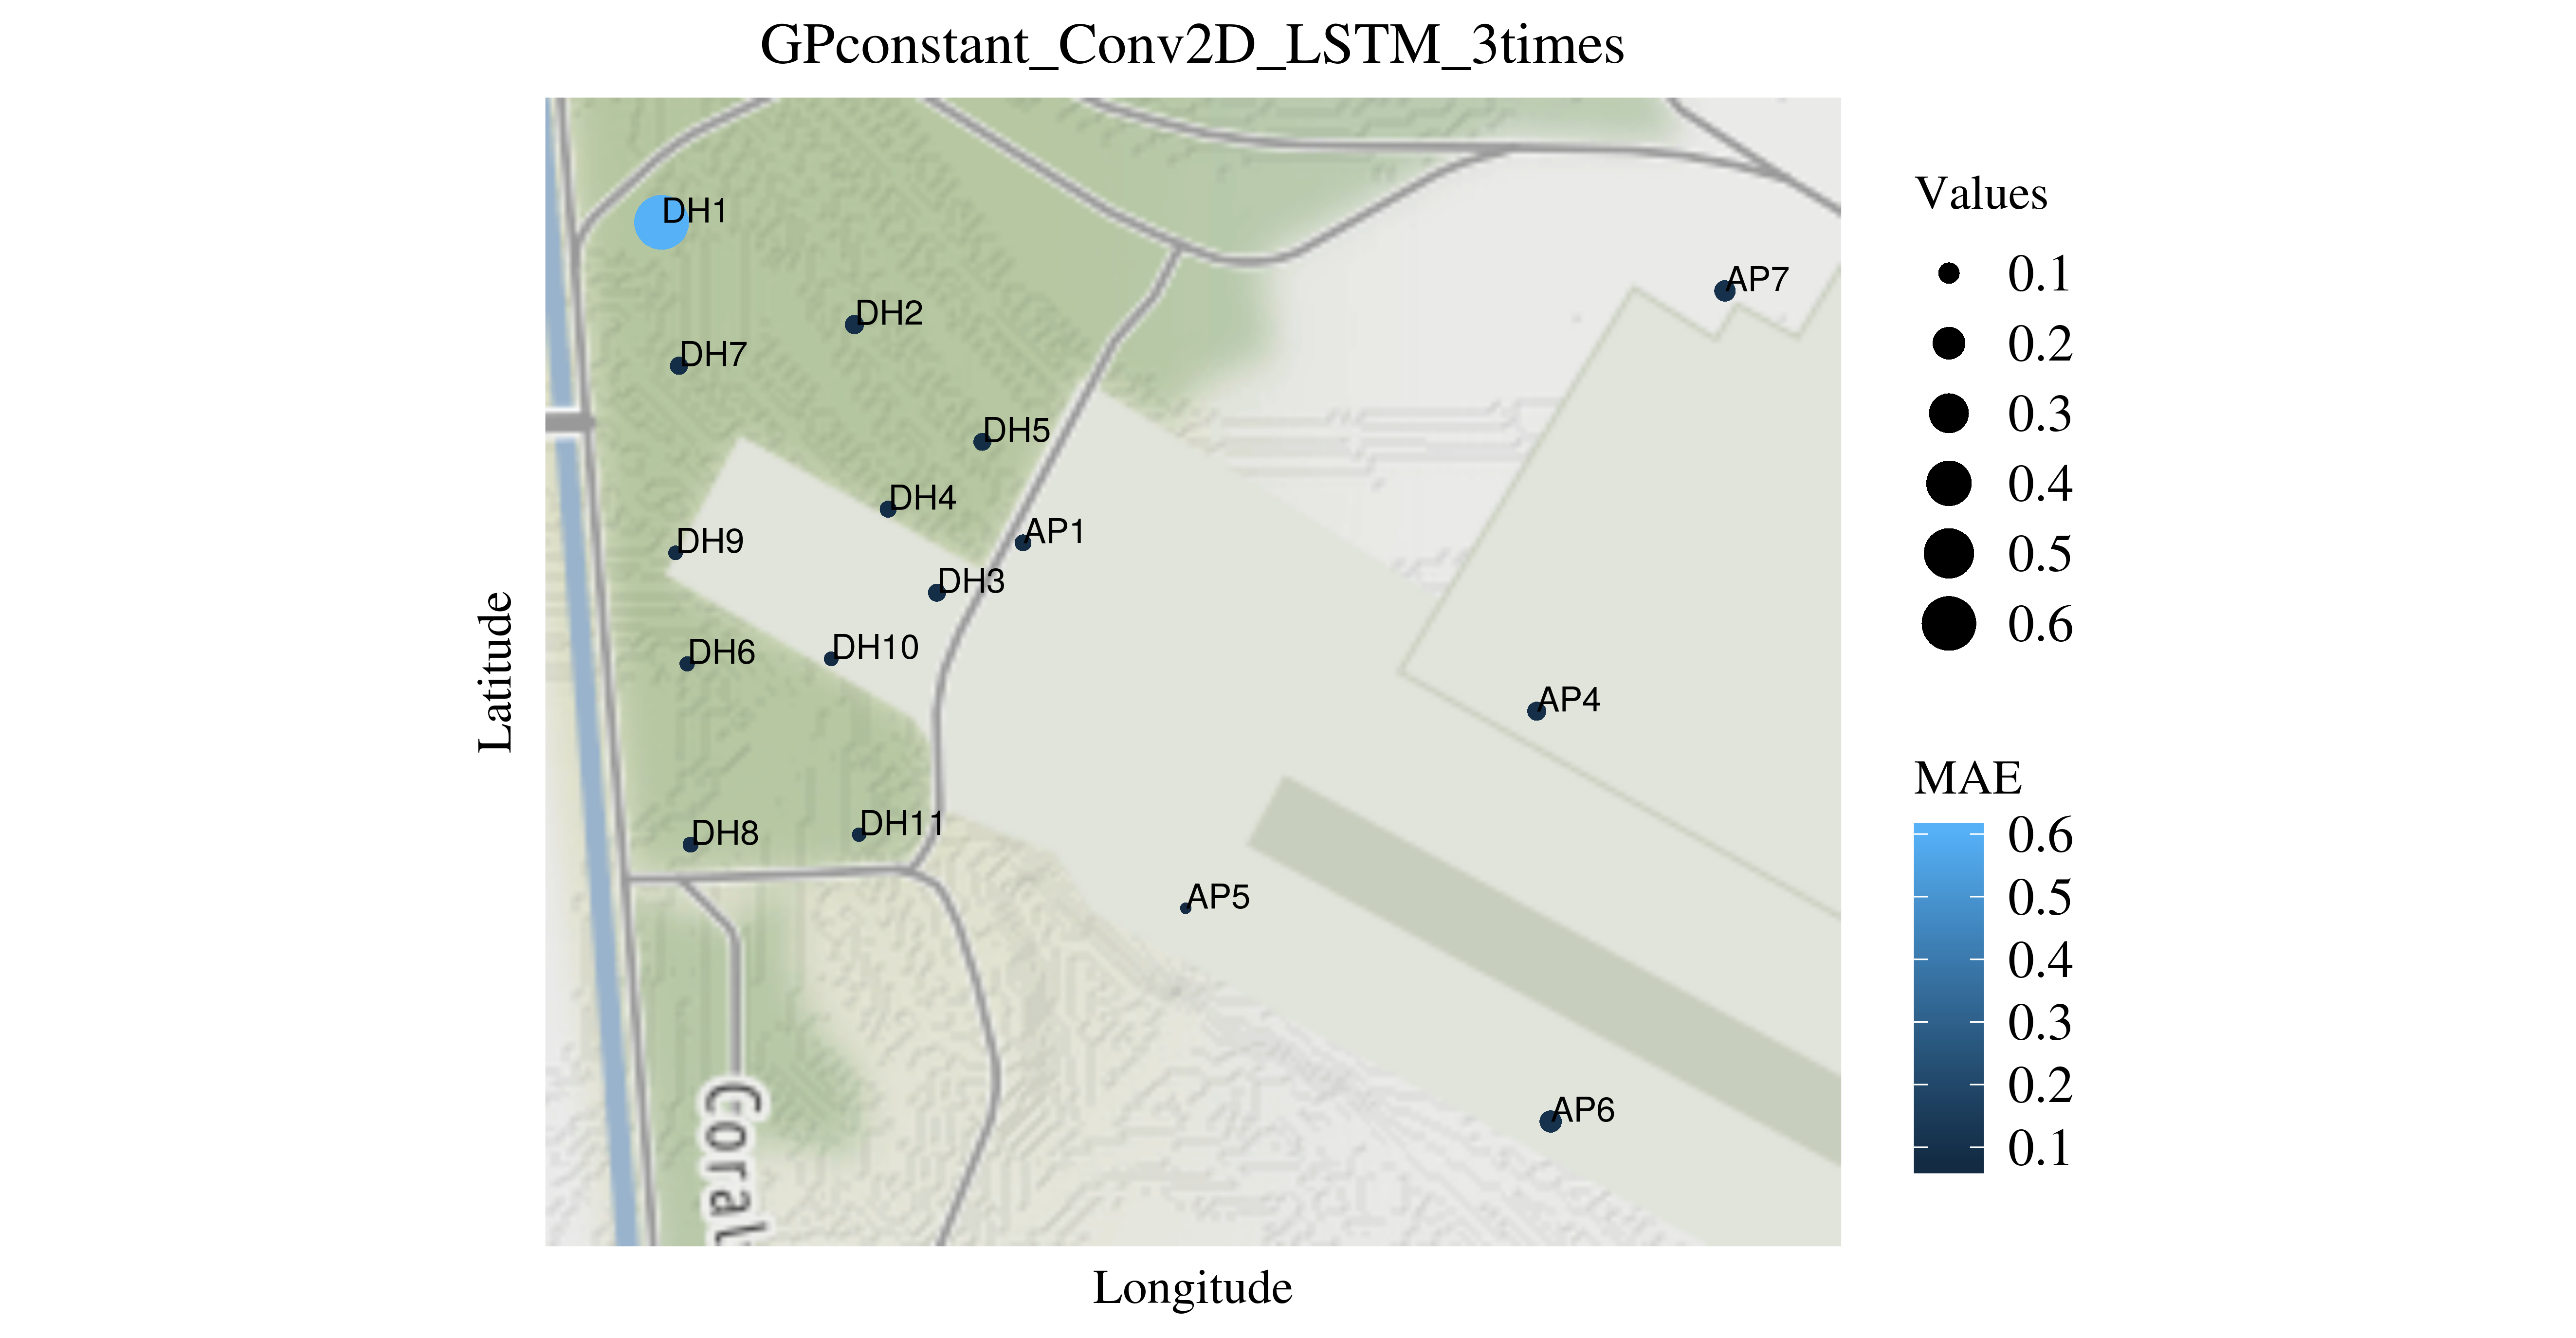 GPconstant_Conv2D_LSTM_3times
DH1
AP7
DH2
DH7
DH5
DH4
AP1
DH9
DH3
DH10
DH6
AP4
DH11
DH8
AP5
AP6
Coral
Latitude
Longitude
Values
0.1
0.2
0.3
0.4
0.5
0.6
MAE
0.6
0.5
0.4
0.3
0.2
0.1